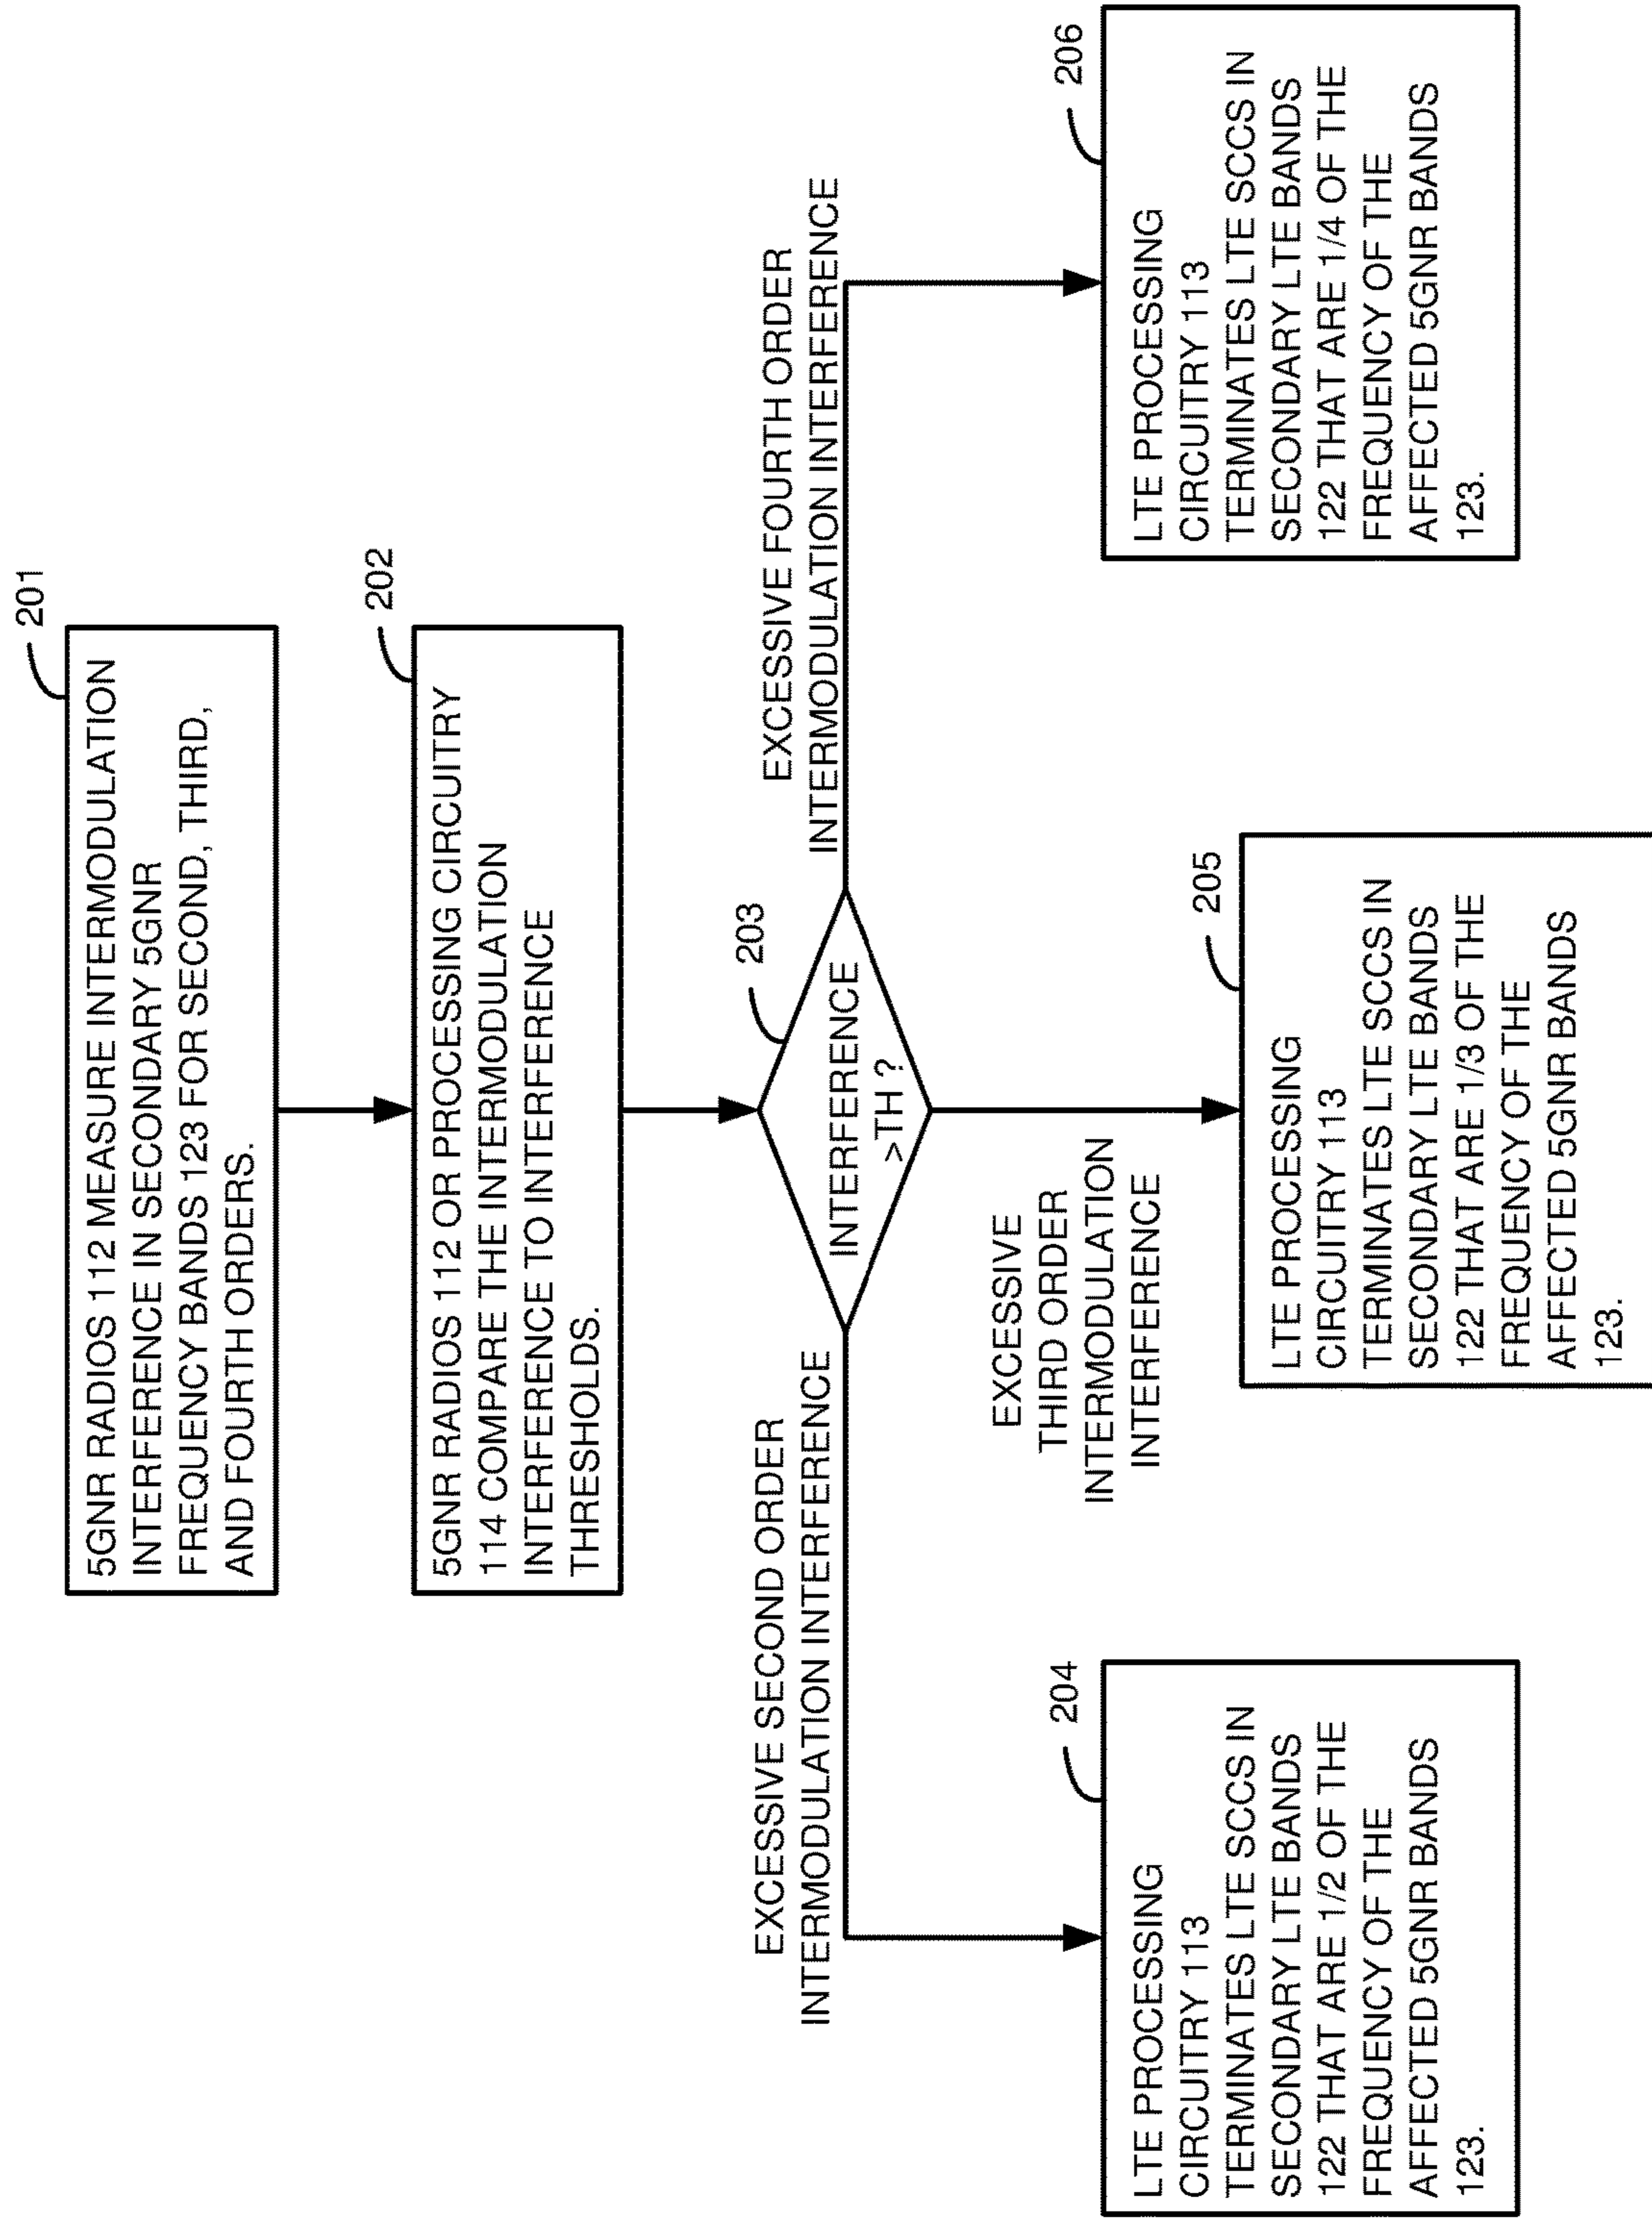 201
5GNR RADIOS 112 MEASURE INTERMODULATION
INTERFERENCE IN SECONDARY 5GNR
FREQUENCY BANDS 123 FOR SECOND, THIRD,
AND FOURTH ORDERS.
202
5GNR RADIOS 112 OR PROCESSING CIRCUITRY
114 COMPARE THE INTERMODULATION
INTERFERENCE TO INTERFERENCE
THRESHOLDS.
203
INTERFERENCE
>TH ?
EXCESSIVE SECOND ORDER
INTERMODULATION INTERFERENCE
EXCESSIVE
THIRD ORDER
INTERMODULATION
INTERFERENCE
EXCESSIVE FOURTH ORDER
INTERMODULATION INTERFERENCE
204
LTE PROCESSING
CIRCUITRY 113
TERMINATES LTE SCCS IN
SECONDARY LTE BANDS
122 THAT ARE 1/2 OF THE
FREQUENCY OF THE
AFFECTED 5GNR BANDS
123.
205
LTE PROCESSING
CIRCUITRY 113
TERMINATES LTE SCCS IN
SECONDARY LTE BANDS
122 THAT ARE 1/3 OF THE
FREQUENCY OF THE
AFFECTED 5GNR BANDS
123.
206
LTE PROCESSING
CIRCUITRY 113
TERMINATES LTE SCCS IN
SECONDARY LTE BANDS
122 THAT ARE 1/4 OF THE
FREQUENCY OF THE
AFFECTED 5GNR BANDS
123.